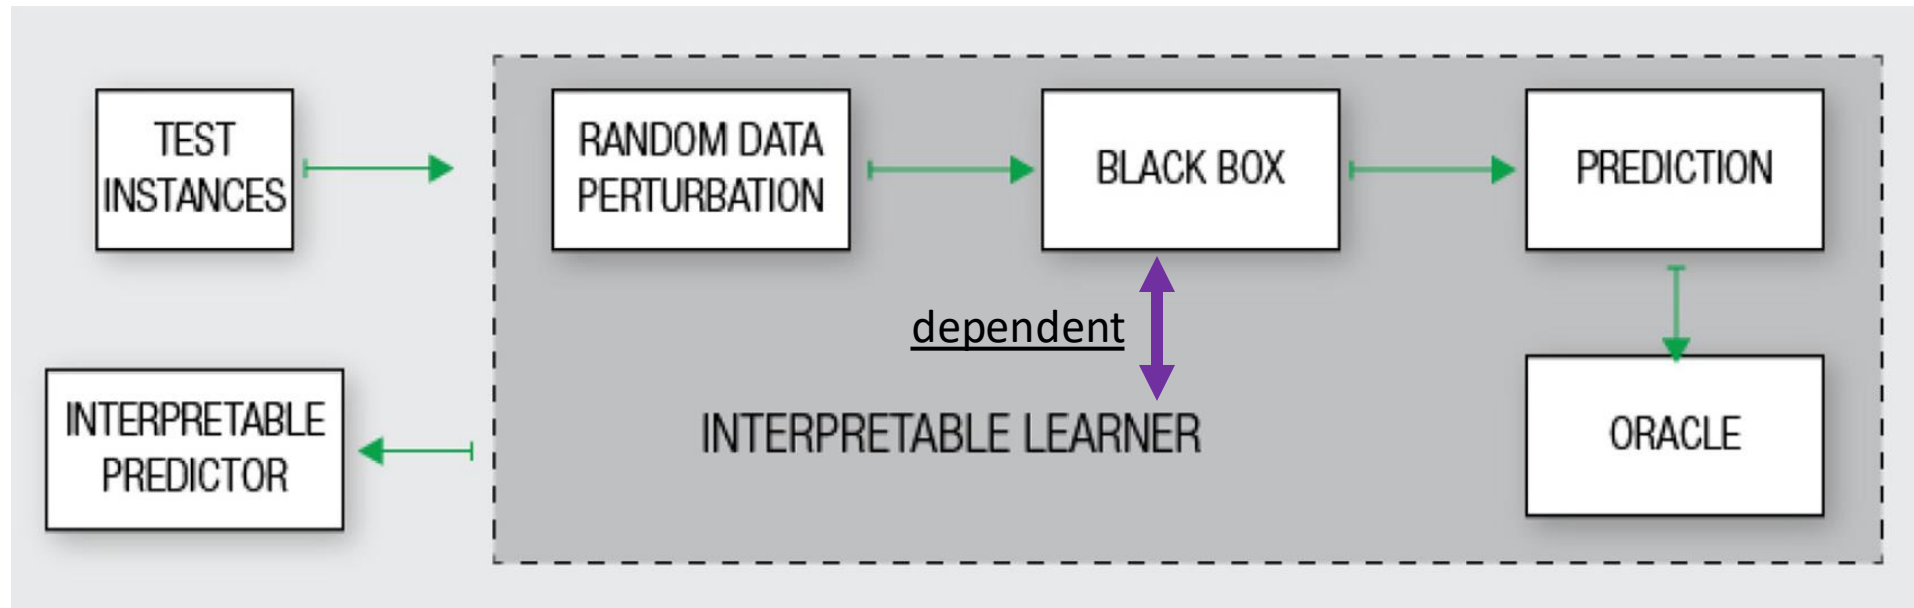 TEST
INSTANCES
RANDOM DATA
PERTURBATION
BLACK BOX
PREDICTION
dependent
INTERPRETABLE
PREDICTOR
INTERPRETABLE LEARNER
ORACLE